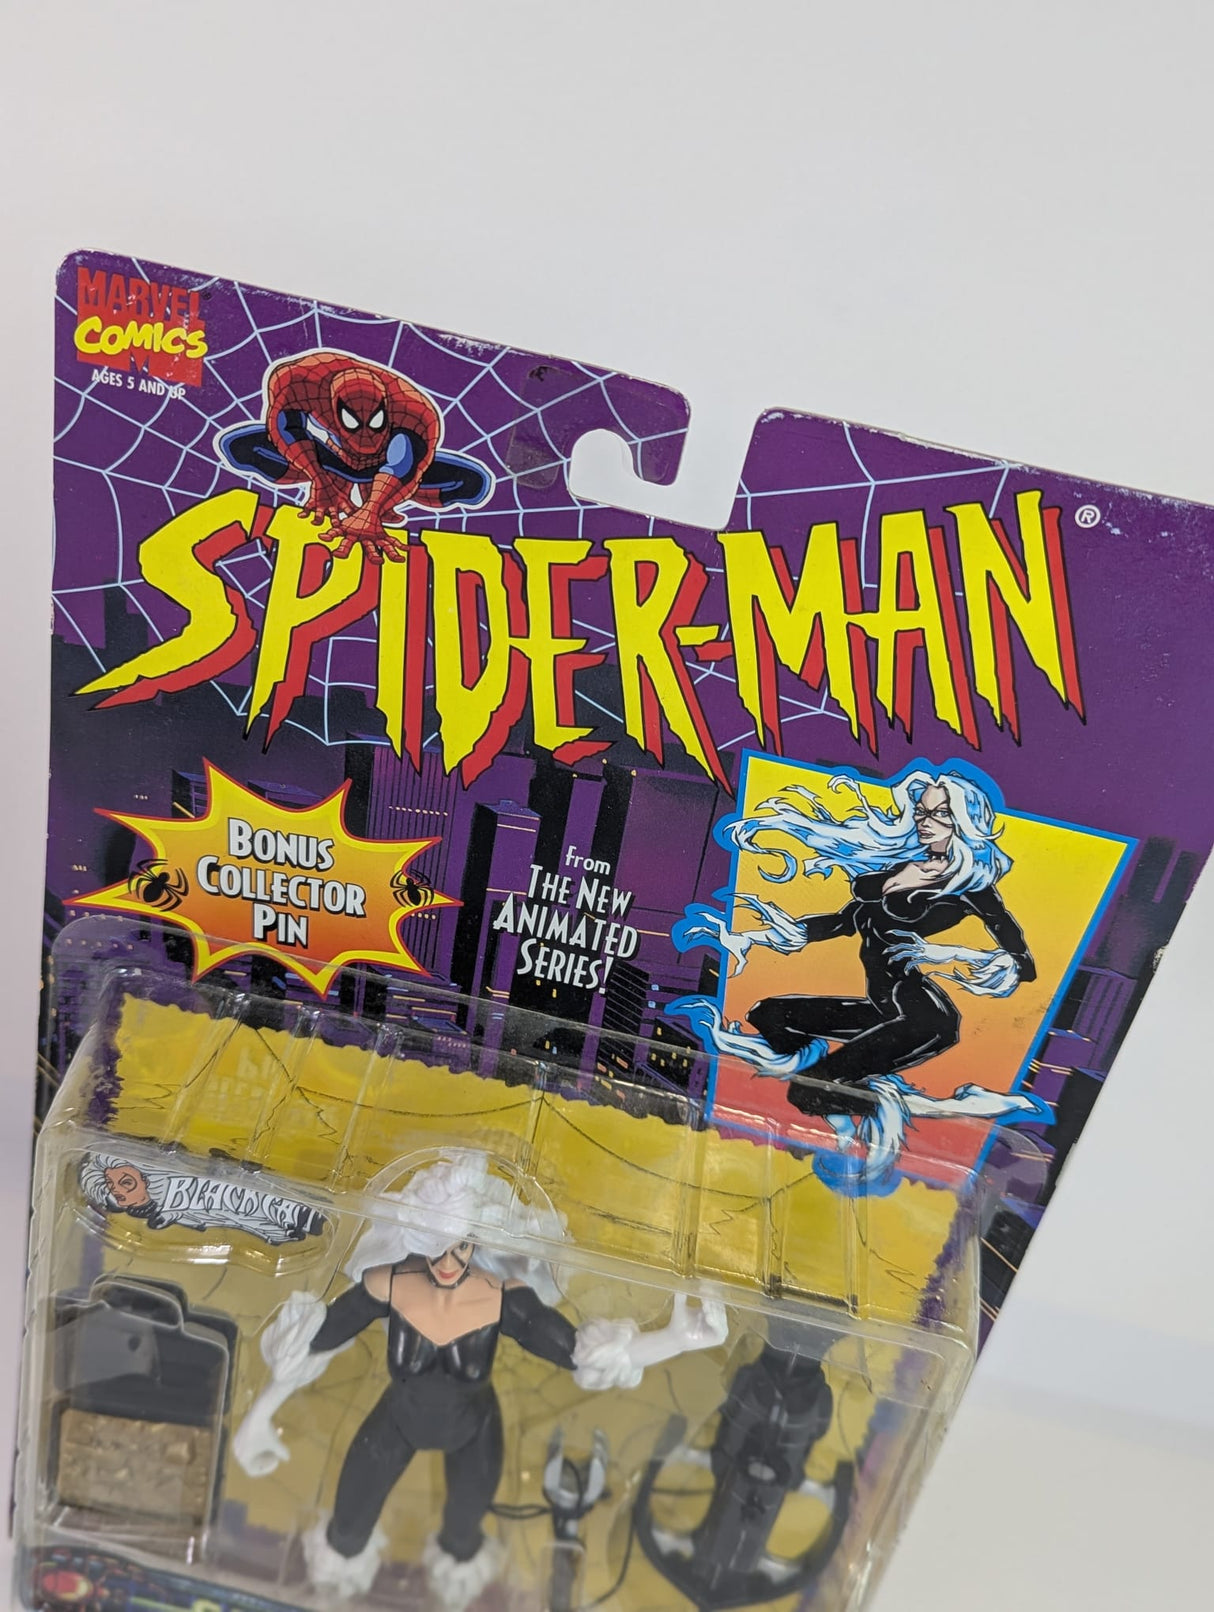 MARVEL
COMICS
AGES 5 AND UP
SPIDER-MAN®
BONUS
COLLECTOR
PIN
from
THE NEW
ANIMATED
SERIES!
BLACK CAT